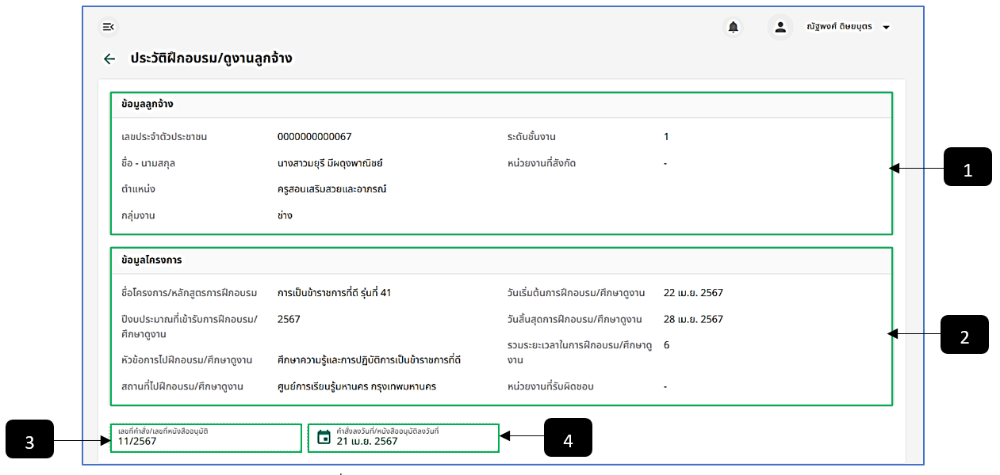 ณัฐพงศ์ ดิษยบุตร
ประวัติฝึกอบรม/ดูงานลูกจ้าง
ข้อมูลลูกจ้าง
เลขประจำตัวประชาชน 0000000000067 ระดับชั้นงาน 1
ชื่อ - นามสกุล นางสาวมยุรี มีผดุงพาณิชย์ หน่วยงานที่สังกัด -
ตำแหน่ง ครูสอนเสริมสวยและอาภรณ์
กลุ่มงาน ช่าง
1
ข้อมูลโครงการ
ชื่อโครงการ/หลักสูตรการฝึกอบรม การเป็นข้าราชการที่ดี รุ่นที่ 41 วันเริ่มต้นการฝึกอบรม/ศึกษาดูงาน 22 เม.ย. 2567
ปีงบประมาณที่เข้ารับการฝึกอบรม/ 2567 วันสิ้นสุดการฝึกอบรม/ศึกษาดูงาน 28 เม.ย. 2567
ศึกษาดูงาน
รวมระยะเวลาในการฝึกอบรม/ศึกษาดู 6
งาน
หัวข้อการไปฝึกอบรม/ศึกษาดูงาน ศึกษาความรู้และการปฏิบัติการเป็นข้าราชการที่ดี
สถานที่ไปฝึกอบรม/ศึกษาดูงาน ศูนย์การเรียนรู้มหานคร กรุงเทพมหานคร หน่วยงานที่รับผิดชอบ -
2
เลขที่คำสั่ง/เลขที่หนังสืออนุมัติ
11/2567
คำสั่งลงวันที่/หนังสืออนุมัติลงวันที่
21 เม.ย. 2567
3
4